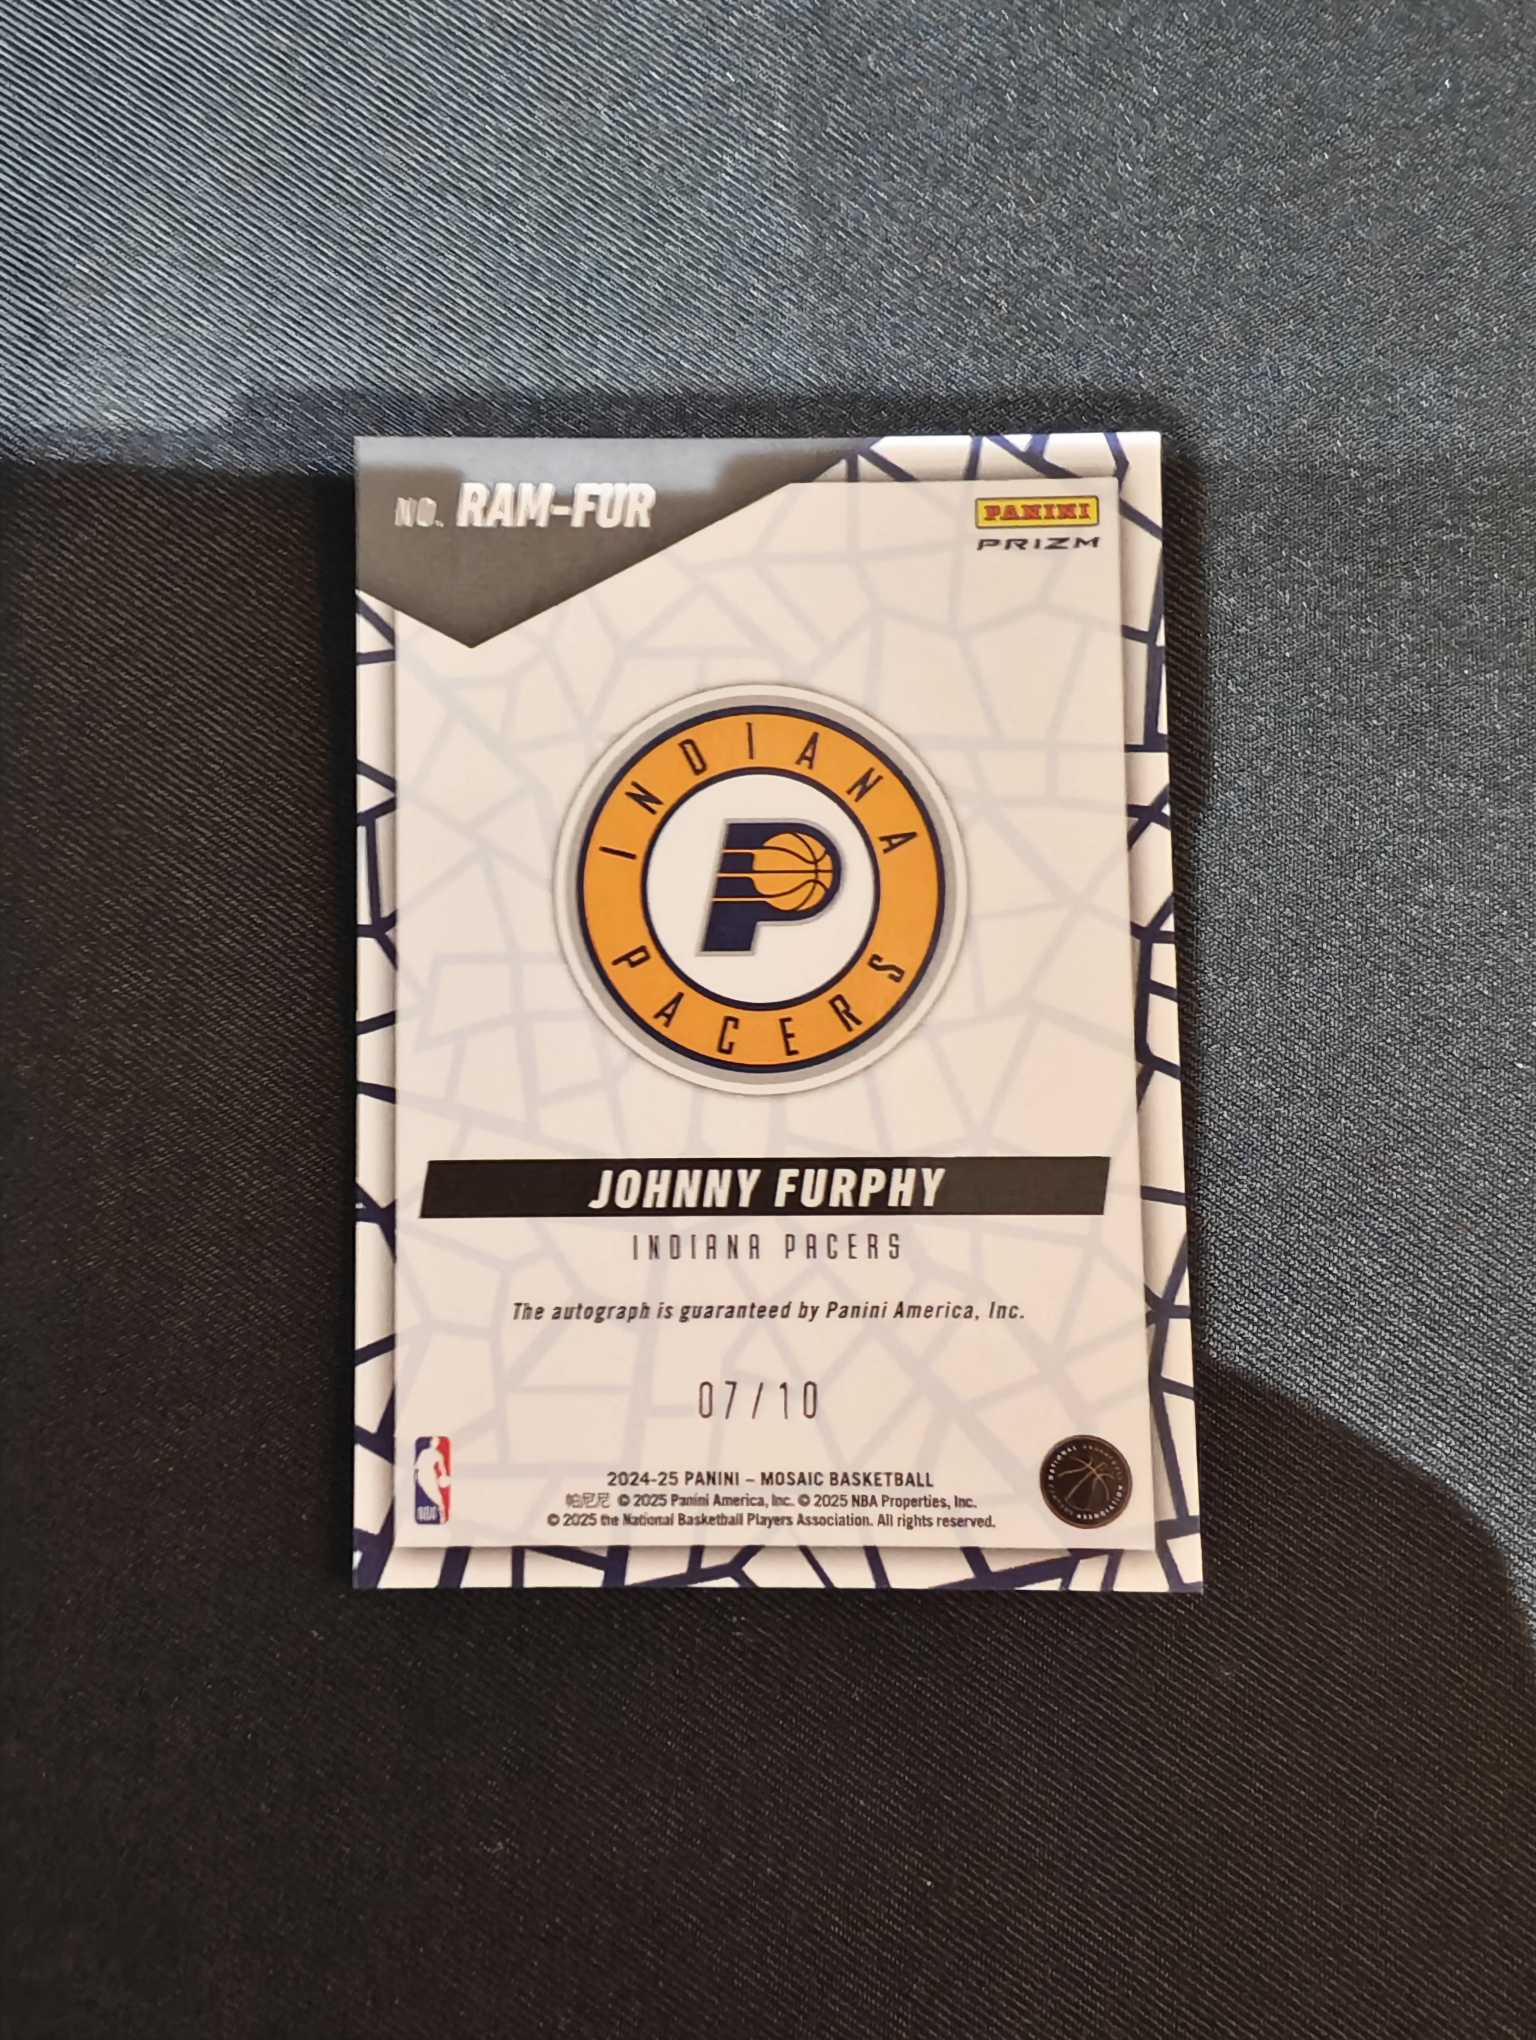 NO. RAM-FUR
PANINI
PRIZM
INDIANA
PACERS
JOHNNY FURPHY
INDIANA PACERS
The autograph is guaranteed by Panini America, Inc.
07/10
2024-25 PANINI – MOSAIC BASKETBALL
帕尼尼 © 2025 Panini America, Inc. © 2025 NBA Properties, Inc.
© 2025 the National Basketball Players Association. All rights reserved.
NBA
NATIONAL